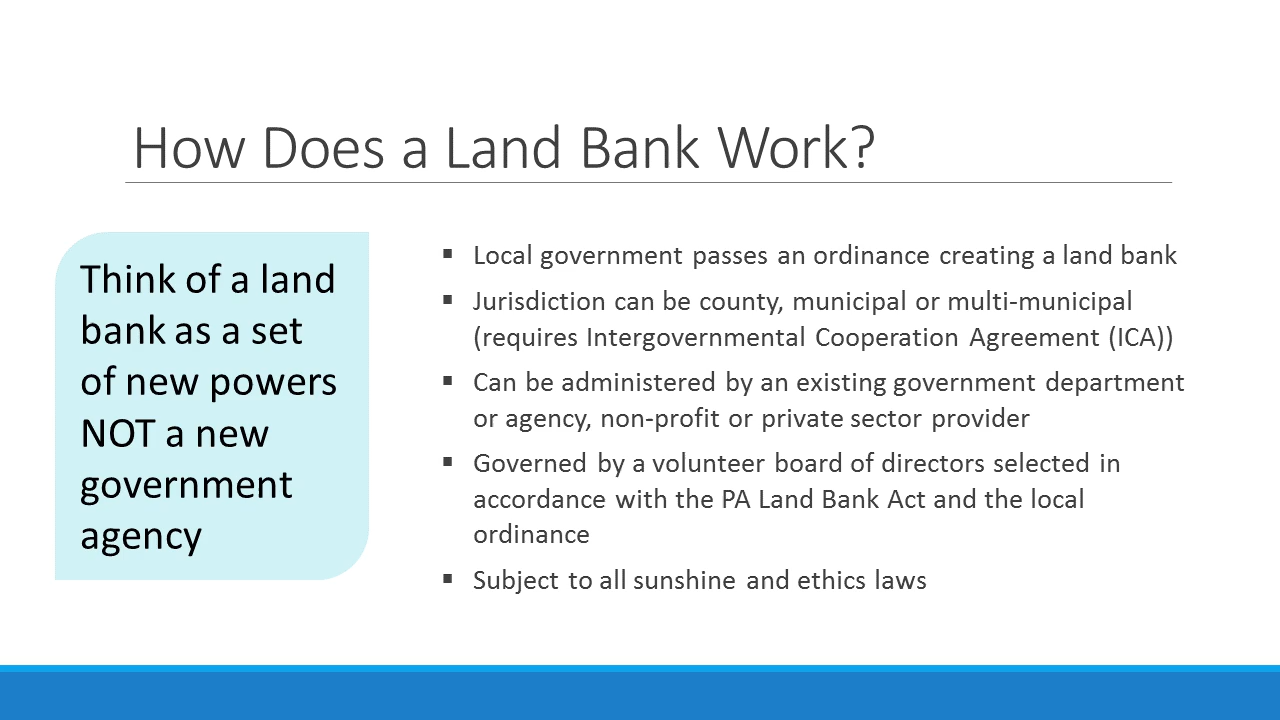 How Does a Land Bank Work?
Think of a land
bank as a set
of new powers
NOT a new
government
agency
▪ Local government passes an ordinance creating a land bank
▪ Jurisdiction can be county, municipal or multi-municipal
(requires Intergovernmental Cooperation Agreement (ICA))
▪ Can be administered by an existing government department
or agency, non-profit or private sector provider
▪ Governed by a volunteer board of directors selected in
accordance with the PA Land Bank Act and the local
ordinance
▪ Subject to all sunshine and ethics laws